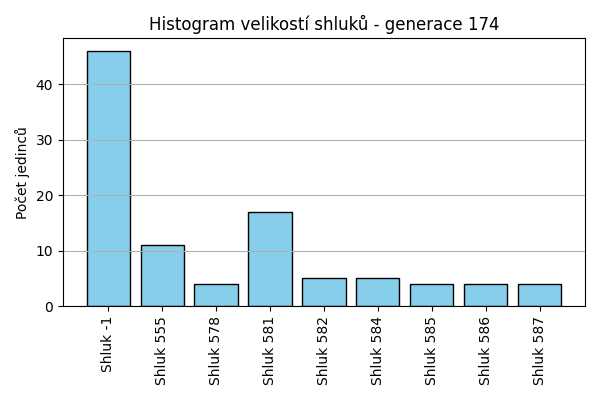 Histogram velikostí shluků - generace 174
Počet jedinců
40
30
20
10
0
Shluk -1
Shluk 555
Shluk 578
Shluk 581
Shluk 582
Shluk 584
Shluk 585
Shluk 586
Shluk 587